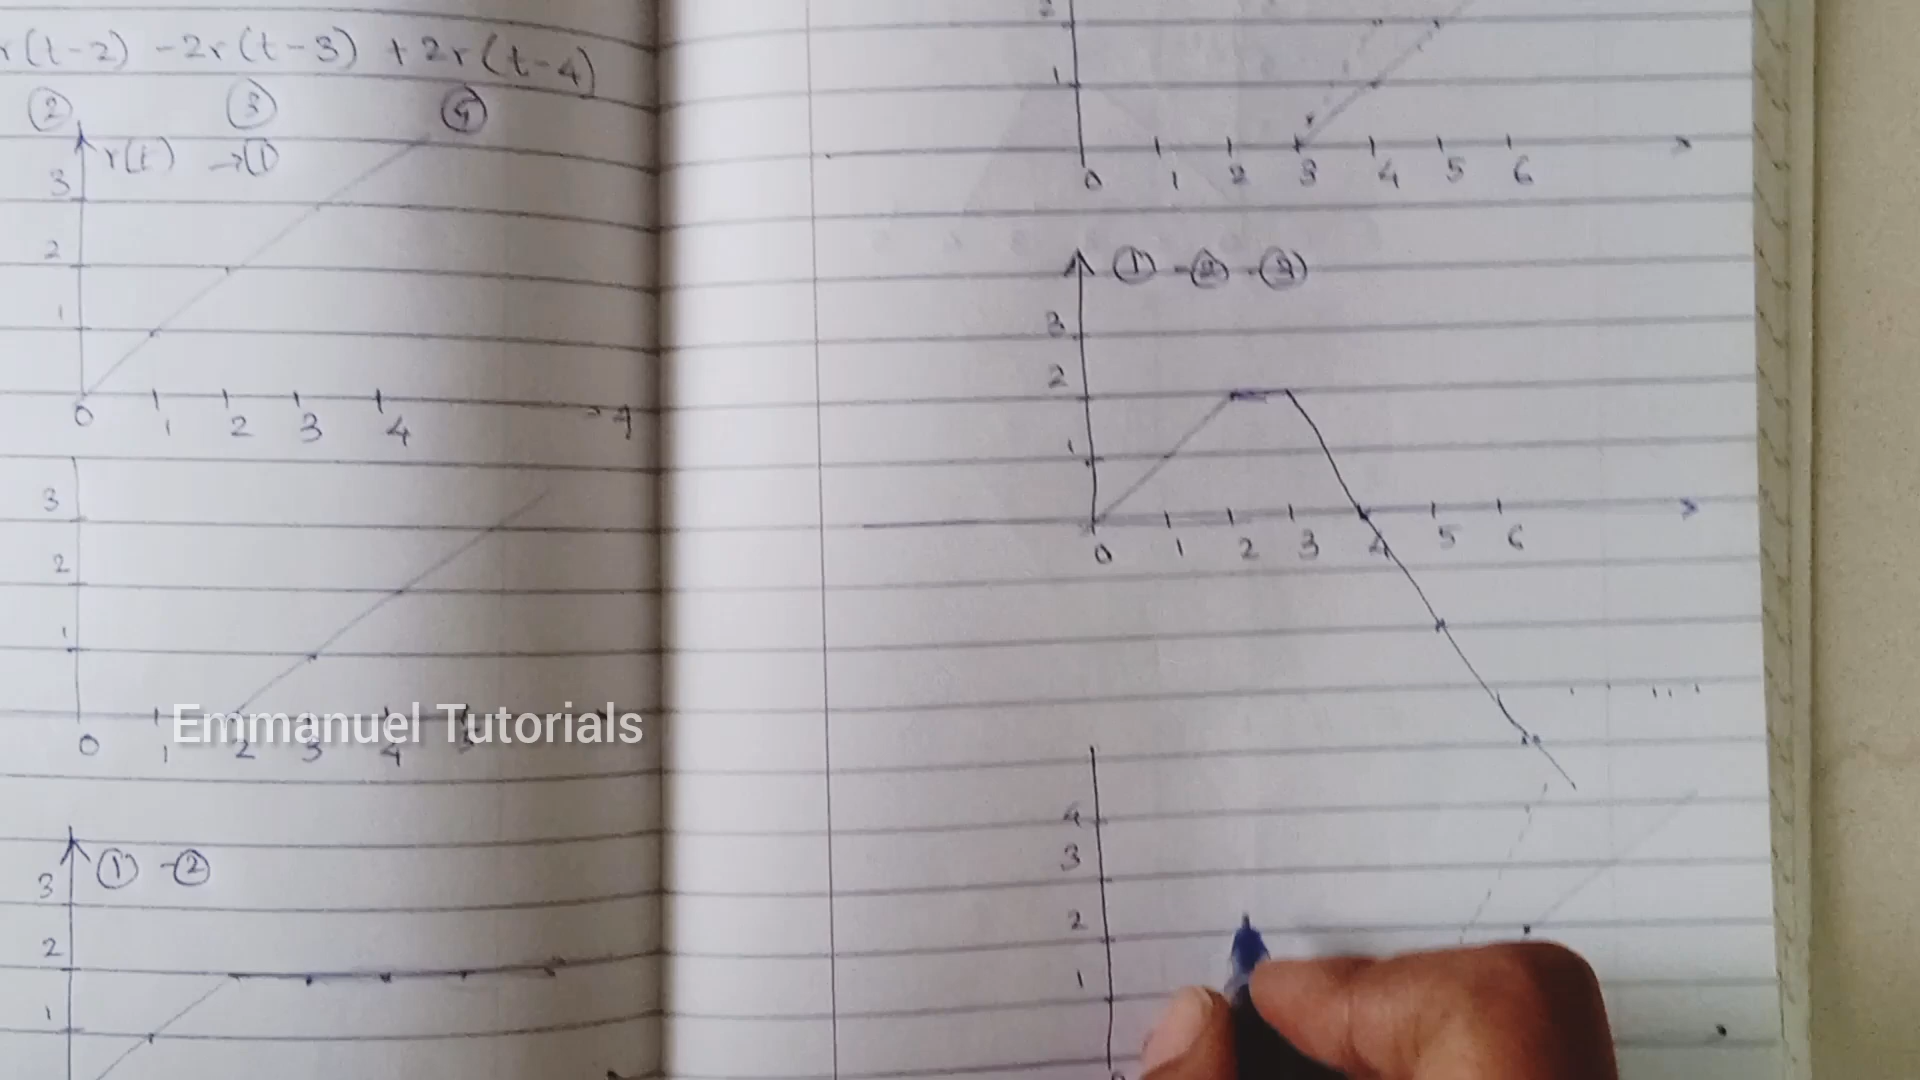 r(t-2) -2r(t-3) +2r(t-4)
② ③ ④
r(t) →①
3
2
1
0 1 2 3 4
3
2
1
0 1 2 3 4 5
Emmanuel Tutorials
① -②
3
2
1
2
1
0 1 2 3 4 5 6
① -② -③
3
2
1
0 1 2 3 4 5 6
4
3
2
1